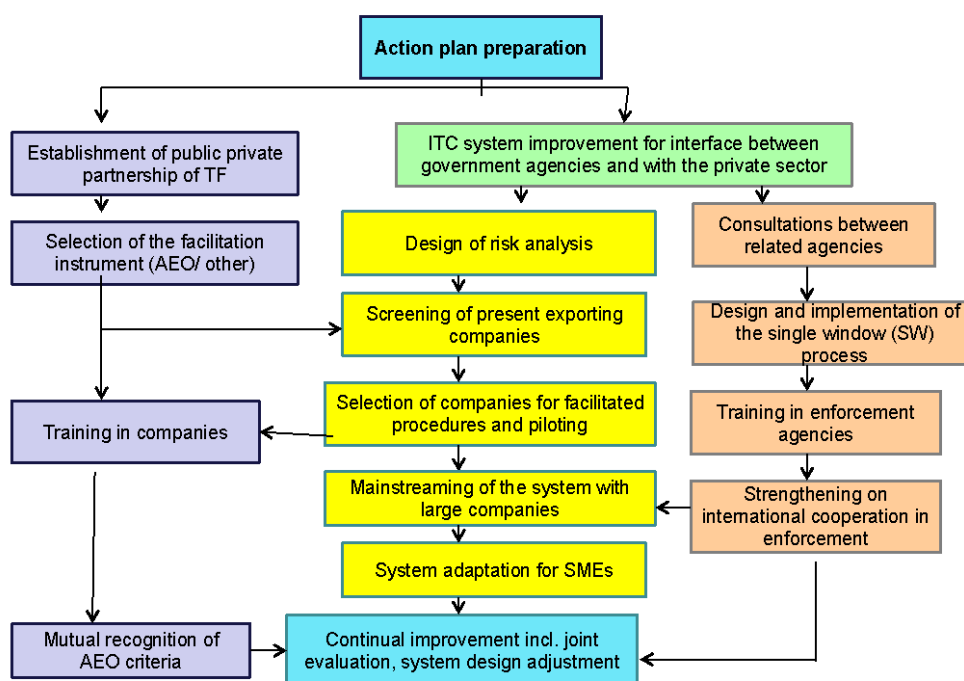 Action plan preparation
Establishment of public private
partnership of TF
ITC system improvement for interface between
government agencies and with the private sector
Selection of the facilitation
instrument (AEO/ other)
Design of risk analysis
Consultations between
related agencies
Screening of present exporting
companies
Design and implementation of
the single window (SW)
process
Training in companies
Selection of companies for facilitated
procedures and piloting
Training in enforcement
agencies
Mainstreaming of the system with
large companies
Strengthening on
international cooperation in
enforcement
System adaptation for SMEs
Mutual recognition of
AEO criteria
Continual improvement incl. joint
evaluation, system design adjustment